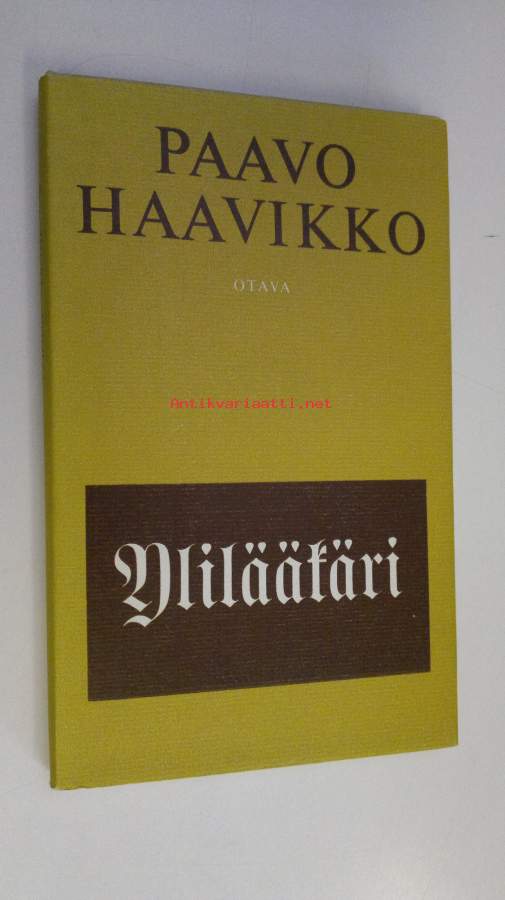 PAAVO
HAAVIKKO
OTAVA
Antikvariaatti.net
Ylilääkäri